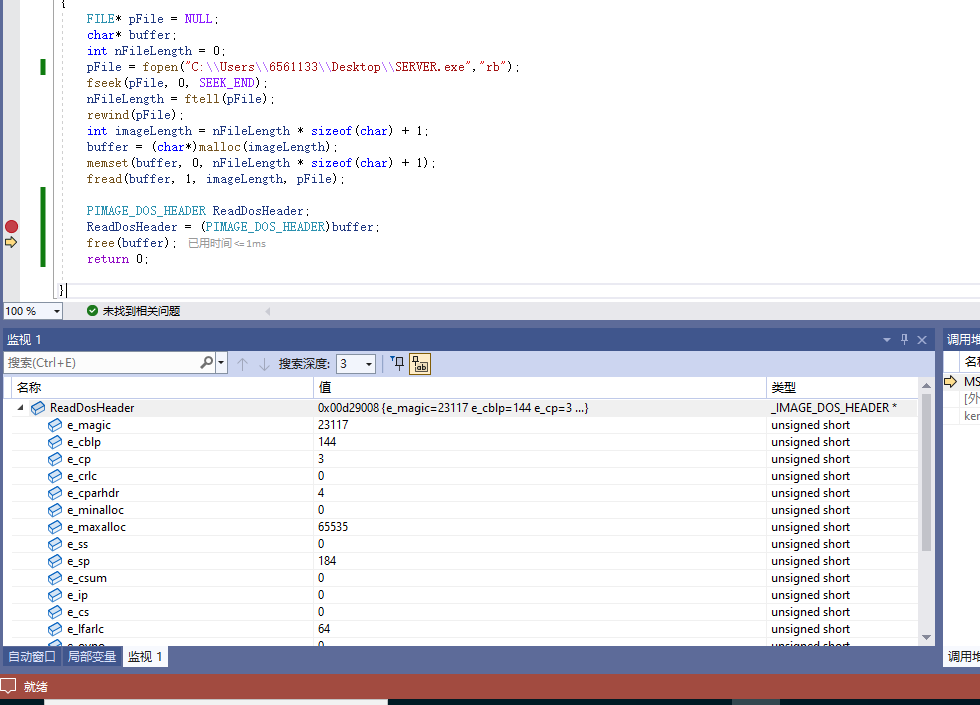 {
FILE* pFile = NULL;
char* buffer;
int nFileLength = 0;
pFile = fopen("C:\\Users\\6561133\\Desktop\\SERVER.exe","rb");
fseek(pFile, 0, SEEK_END);
nFileLength = ftell(pFile);
rewind(pFile);
int imageLength = nFileLength * sizeof(char) + 1;
buffer = (char*)malloc(imageLength);
memset(buffer, 0, nFileLength * sizeof(char) + 1);
fread(buffer, 1, imageLength, pFile);
PIMAGE_DOS_HEADER ReadDosHeader;
ReadDosHeader = (PIMAGE_DOS_HEADER)buffer;
free(buffer); 已用时间<=1ms
return 0;
}
100 % 未找到相关问题
监视 1 调用堆
搜索(Ctrl+E) 搜索深度: 3
名称 值 类型
ReadDosHeader 0x00d29008 {e_magic=23117 e_cblp=144 e_cp=3 ...} _IMAGE_DOS_HEADER * MS
e_magic 23117 unsigned short
e_cblp 144 unsigned short
e_cp 3 unsigned short
e_crlc 0 unsigned short
e_cparhdr 4 unsigned short
e_minalloc 0 unsigned short
e_maxalloc 65535 unsigned short
e_ss 0 unsigned short
e_sp 184 unsigned short
e_csum 0 unsigned short
e_ip 0 unsigned short
e_cs 0 unsigned short
e_lfarlc 64 unsigned short
自动窗口 局部变量 监视 1 调用堆
就绪